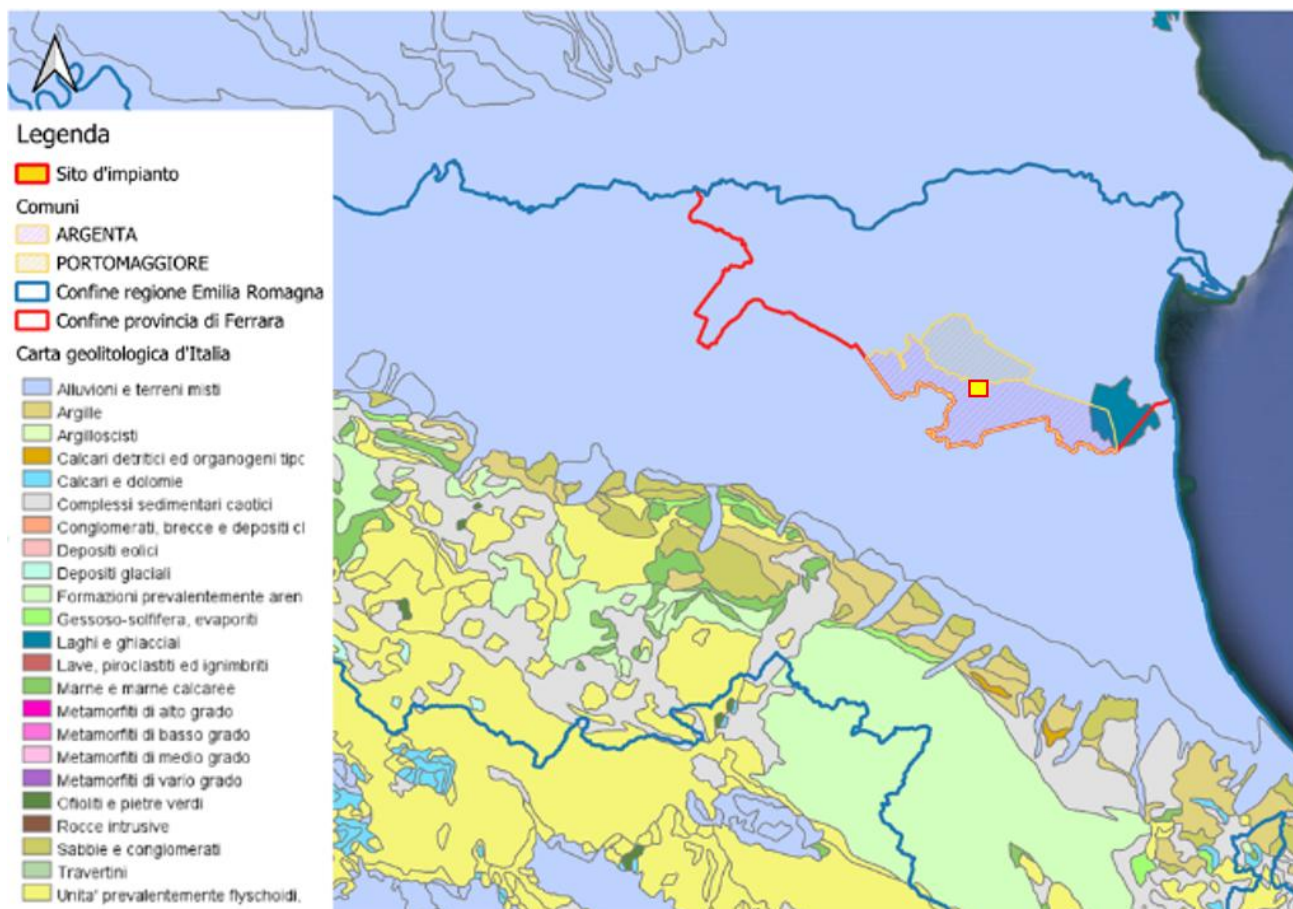 Legenda
Sito d'impianto
Comuni
ARGENTA
PORTOMAGGIORE
Confine regione Emilia Romagna
Confine provincia di Ferrara
Carta geolitologica d'Italia
Alluvioni e terreni misti
Argille
Argilloscisti
Calcari detritici ed organogeni tipo
Calcari e dolomie
Complessi sedimentari caotici
Conglomerati, brecce e depositi cl
Depositi eolici
Depositi glaciali
Formazioni prevalentemente aren
Gessoso-solfifera, evaporiti
Laghi e ghiacciai
Lave, piroclastiti ed ignimbriti
Marne e marne calcaree
Metamorfiti di alto grado
Metamorfiti di basso grado
Metamorfiti di medio grado
Metamorfiti di vario grado
Ofioliti e pietre verdi
Rocce intrusive
Sabbie e conglomerati
Travertini
Unita' prevalentemente flyschoidi,